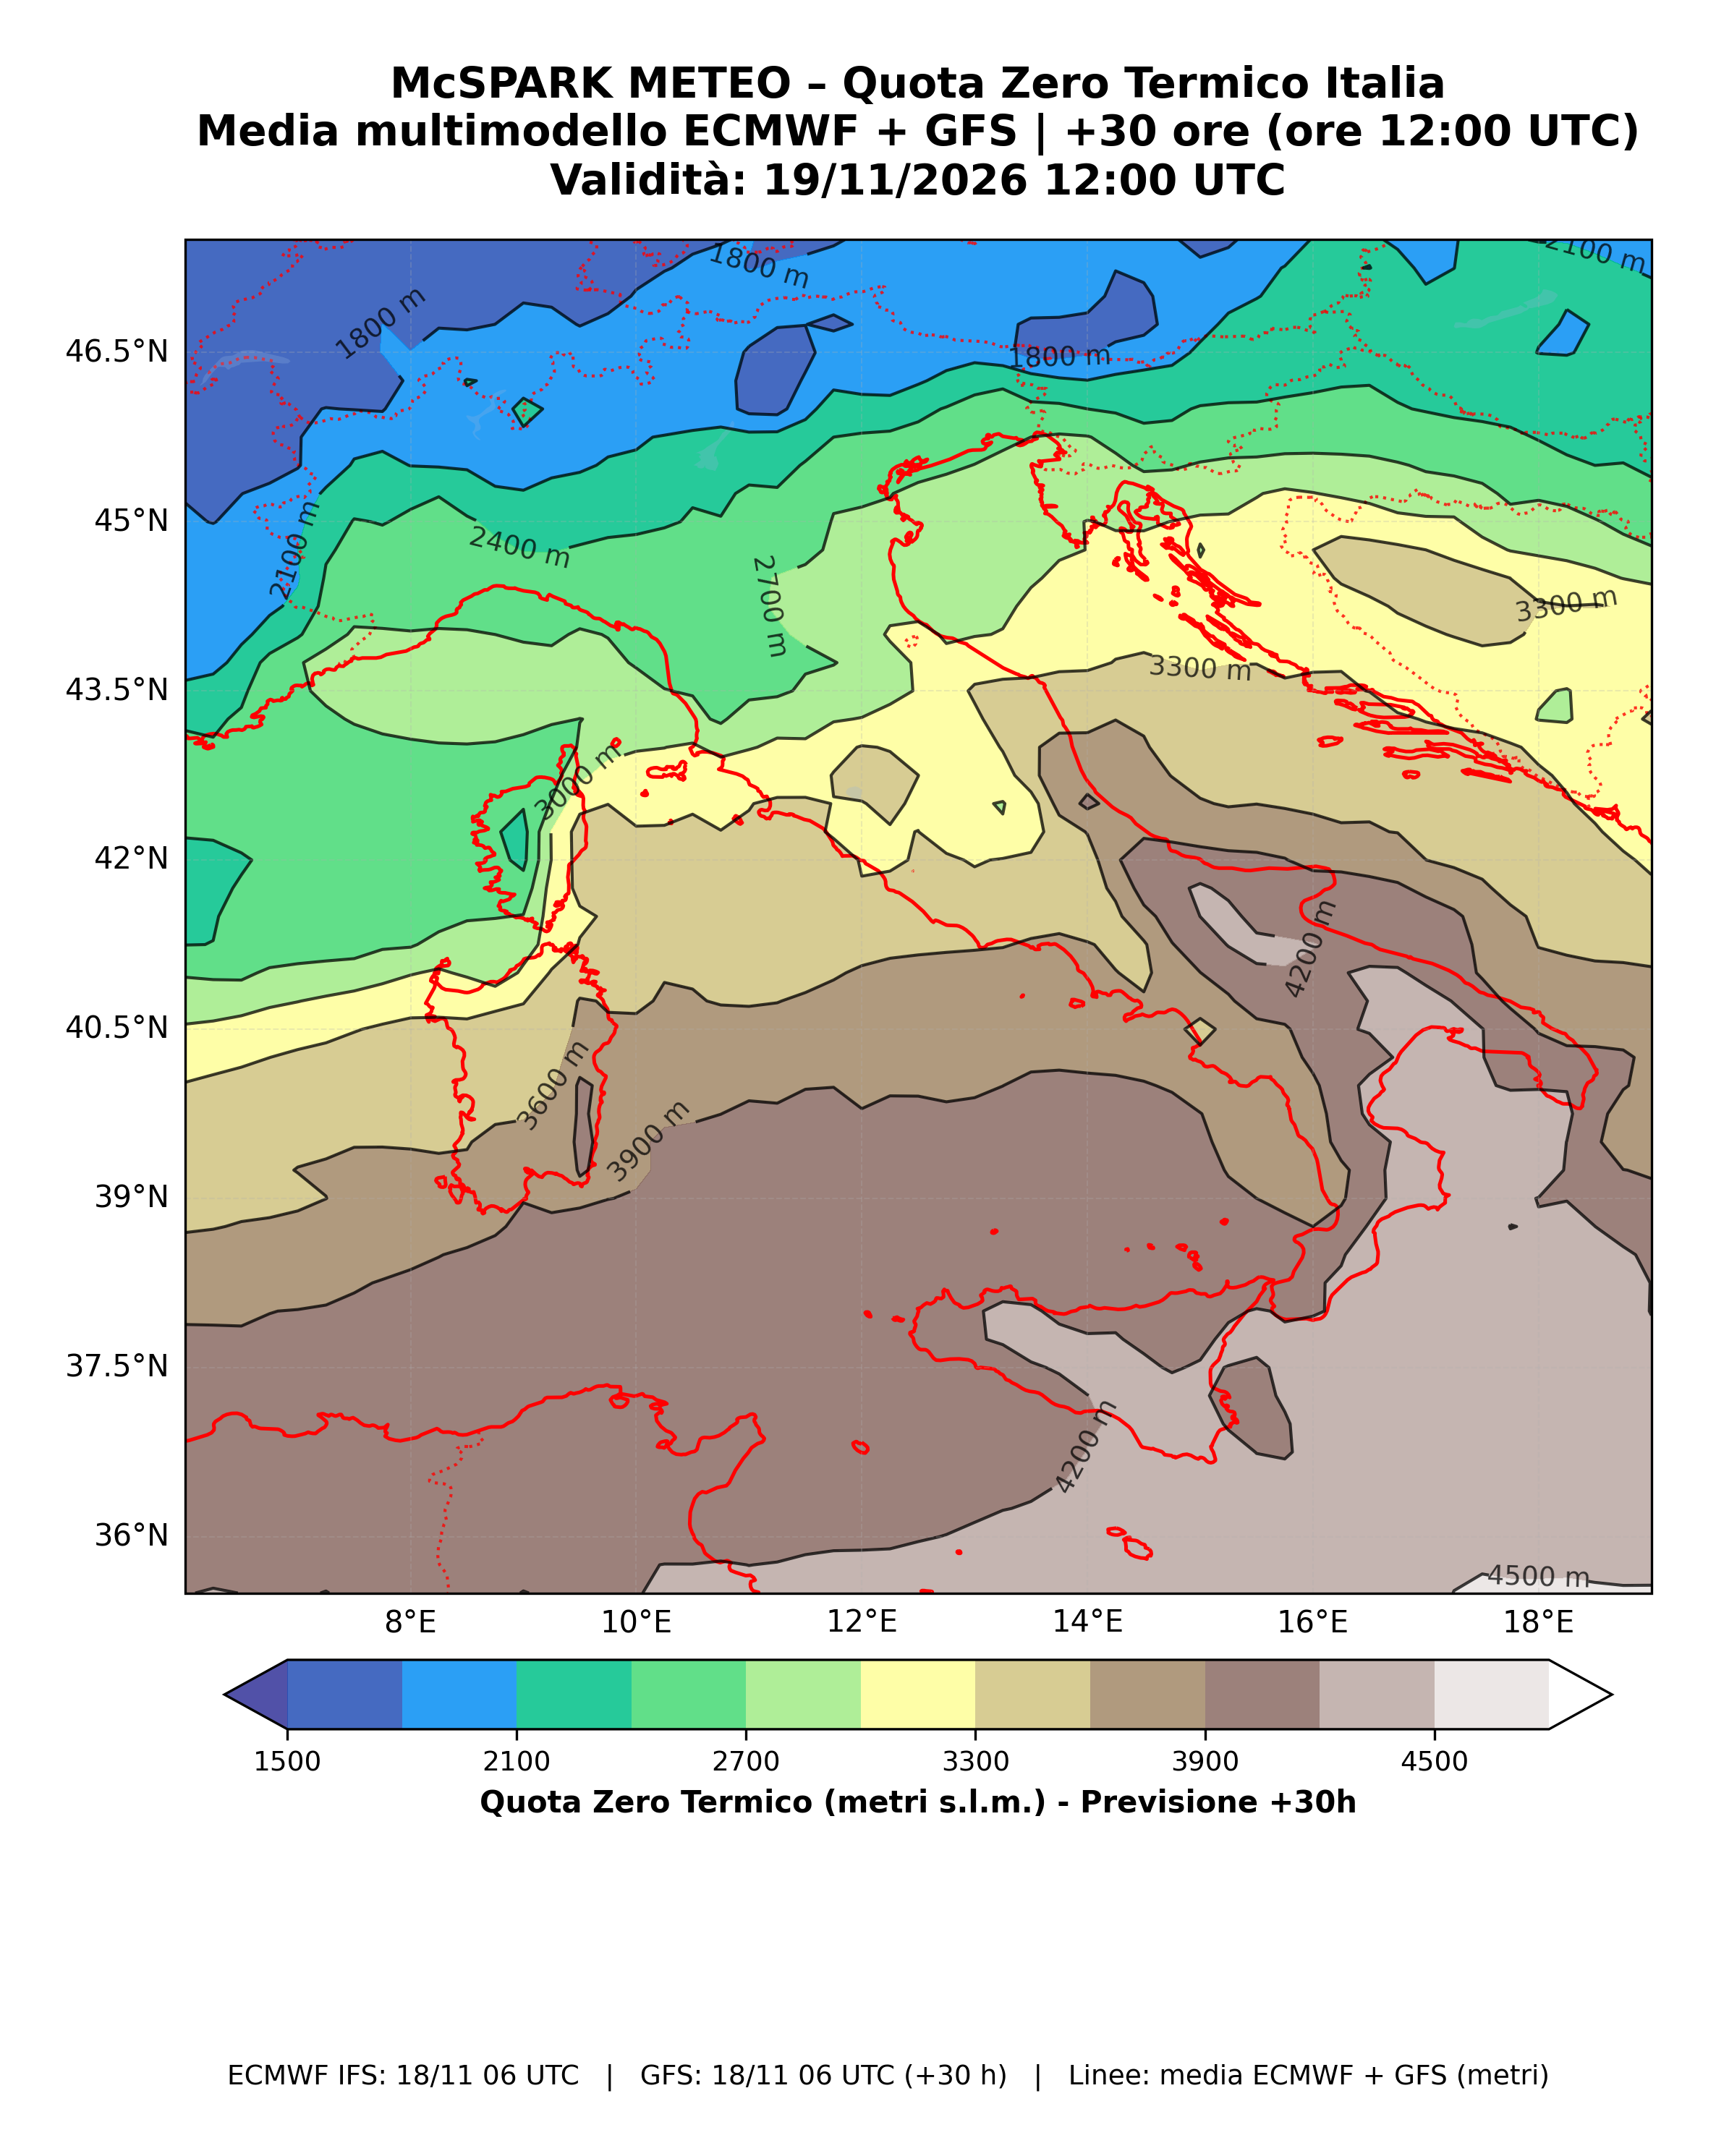 McSPARK METEO – Quota Zero Termico Italia
Media multimodello ECMWF + GFS | +30 ore (ore 12:00 UTC)
Validità: 19/11/2026 12:00 UTC
2100 m
1800 m
1800 m
46.5°N
1800 m
45°N
2400 m
2100 m
2700 m
3300 m
3300 m
43.5°N
3000 m
42°N
4200 m
40.5°N
3600 m
3900 m
39°N
37.5°N
4200 m
36°N
4500 m
8°E 10°E 12°E 14°E 16°E 18°E
1500 2100 2700 3300 3900 4500
Quota Zero Termico (metri s.l.m.) - Previsione +30h
ECMWF IFS: 18/11 06 UTC | GFS: 18/11 06 UTC (+30 h) | Linee: media ECMWF + GFS (metri)